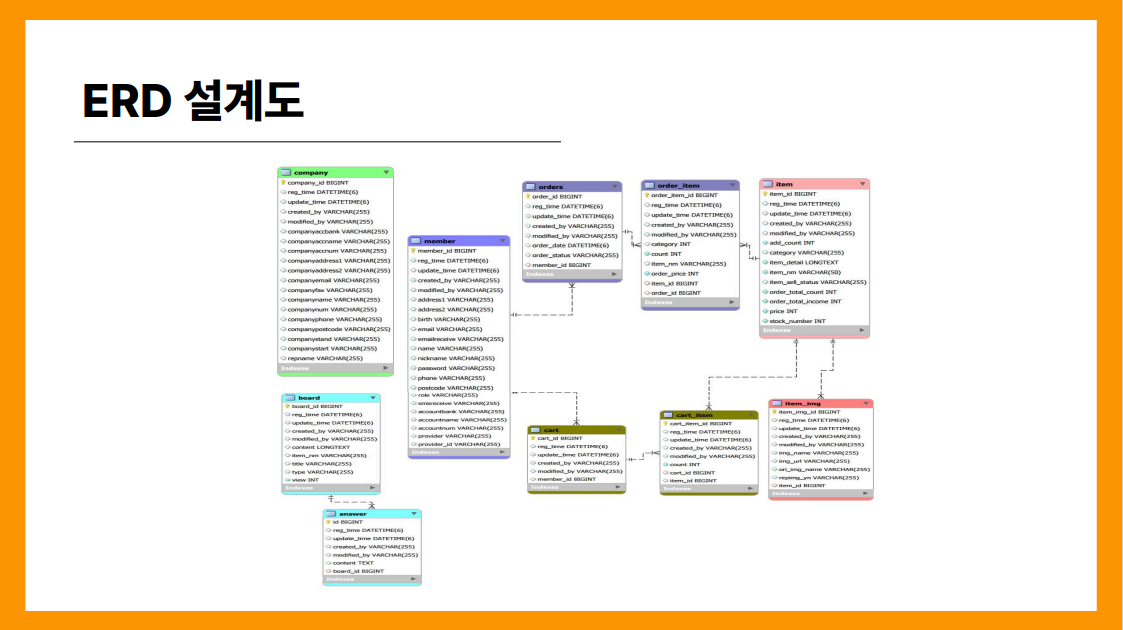 ERD 설계도
company
company_id BIGINT
reg_time DATETIME(6)
update_time DATETIME(6)
created_by VARCHAR(255)
modified_by VARCHAR(255)
companyaccbank VARCHAR(255)
companyaccname VARCHAR(255)
companyaccnum VARCHAR(255)
companyaddress1 VARCHAR(255)
companyaddress2 VARCHAR(255)
companyemail VARCHAR(255)
companyfax VARCHAR(255)
companyname VARCHAR(255)
companynum VARCHAR(255)
companyphone VARCHAR(255)
companypostcode VARCHAR(255)
companystand VARCHAR(255)
companystart VARCHAR(255)
repname VARCHAR(255)
Indexes
member
member_id BIGINT
reg_time DATETIME(6)
update_time DATETIME(6)
created_by VARCHAR(255)
modified_by VARCHAR(255)
address1 VARCHAR(255)
address2 VARCHAR(255)
birth VARCHAR(255)
email VARCHAR(255)
emailreceive VARCHAR(255)
name VARCHAR(255)
nickname VARCHAR(255)
password VARCHAR(255)
phone VARCHAR(255)
postcode VARCHAR(255)
role VARCHAR(255)
smsreceive VARCHAR(255)
accountbank VARCHAR(255)
accountname VARCHAR(255)
accountnum VARCHAR(255)
provider VARCHAR(255)
provider_id VARCHAR(255)
Indexes
orders
order_id BIGINT
reg_time DATETIME(6)
update_time DATETIME(6)
created_by VARCHAR(255)
modified_by VARCHAR(255)
order_date DATETIME(6)
order_status VARCHAR(255)
member_id BIGINT
Indexes
order_item
order_item_id BIGINT
reg_time DATETIME(6)
update_time DATETIME(6)
created_by VARCHAR(255)
modified_by VARCHAR(255)
category INT
count INT
item_nm VARCHAR(255)
order_price INT
item_id BIGINT
order_id BIGINT
Indexes
item
item_id BIGINT
reg_time DATETIME(6)
update_time DATETIME(6)
created_by VARCHAR(255)
modified_by VARCHAR(255)
add_count INT
category VARCHAR(255)
item_detail LONGTEXT
item_nm VARCHAR(50)
item_sell_status VARCHAR(255)
order_total_count INT
order_total_income INT
price INT
stock_number INT
Indexes
board
board_id BIGINT
reg_time DATETIME(6)
update_time DATETIME(6)
created_by VARCHAR(255)
modified_by VARCHAR(255)
content LONGTEXT
item_nm VARCHAR(255)
title VARCHAR(255)
type VARCHAR(255)
view INT
Indexes
answer
id BIGINT
reg_time DATETIME(6)
update_time DATETIME(6)
created_by VARCHAR(255)
modified_by VARCHAR(255)
content TEXT
board_id BIGINT
Indexes
cart
cart_id BIGINT
reg_time DATETIME(6)
update_time DATETIME(6)
created_by VARCHAR(255)
modified_by VARCHAR(255)
member_id BIGINT
Indexes
cart_item
cart_item_id BIGINT
reg_time DATETIME(6)
update_time DATETIME(6)
created_by VARCHAR(255)
modified_by VARCHAR(255)
count INT
cart_id BIGINT
item_id BIGINT
Indexes
item_img
item_img_id BIGINT
reg_time DATETIME(6)
update_time DATETIME(6)
created_by VARCHAR(255)
modified_by VARCHAR(255)
img_name VARCHAR(255)
img_url VARCHAR(255)
ori_img_name VARCHAR(255)
repimg_yn VARCHAR(255)
item_id BIGINT
Indexes